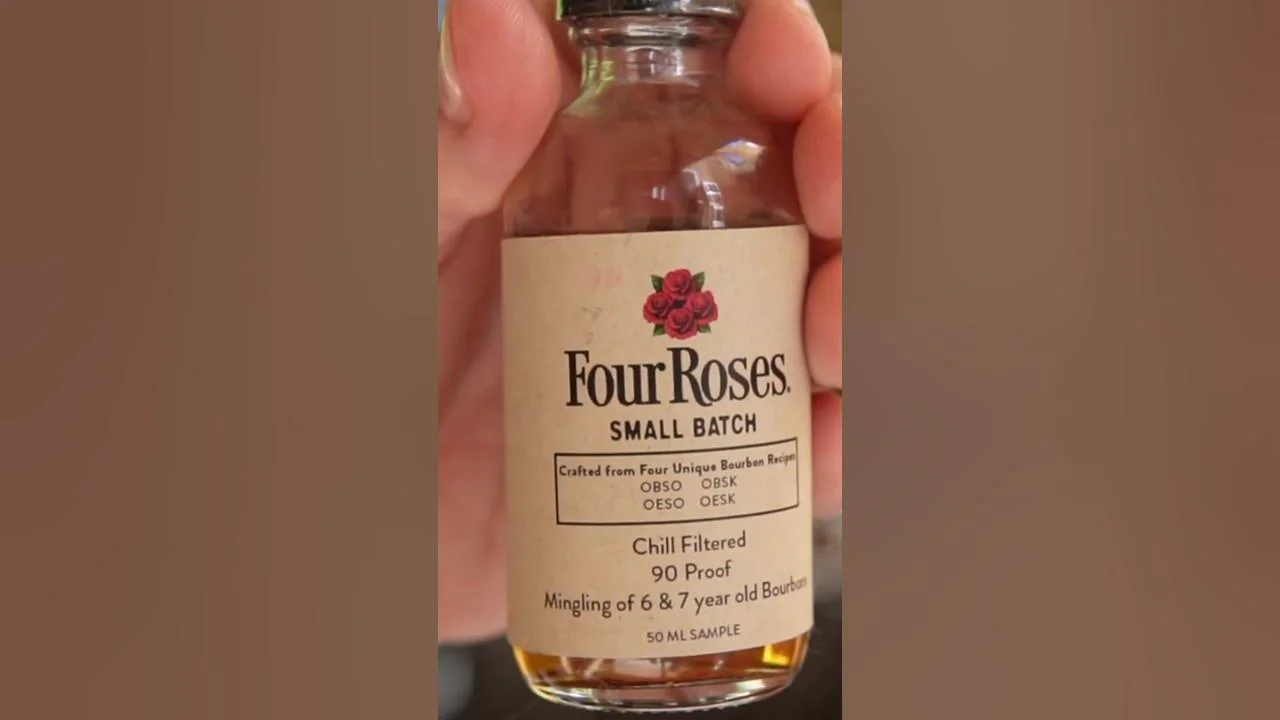 Four Roses.
SMALL BATCH
Crafted from Four Unique Bourbon Recipes
OBSO OBSK
OESO OESK
Chill Filtered
90 Proof
Mingling of 6 & 7 year old Bourbons
50 ML SAMPLE